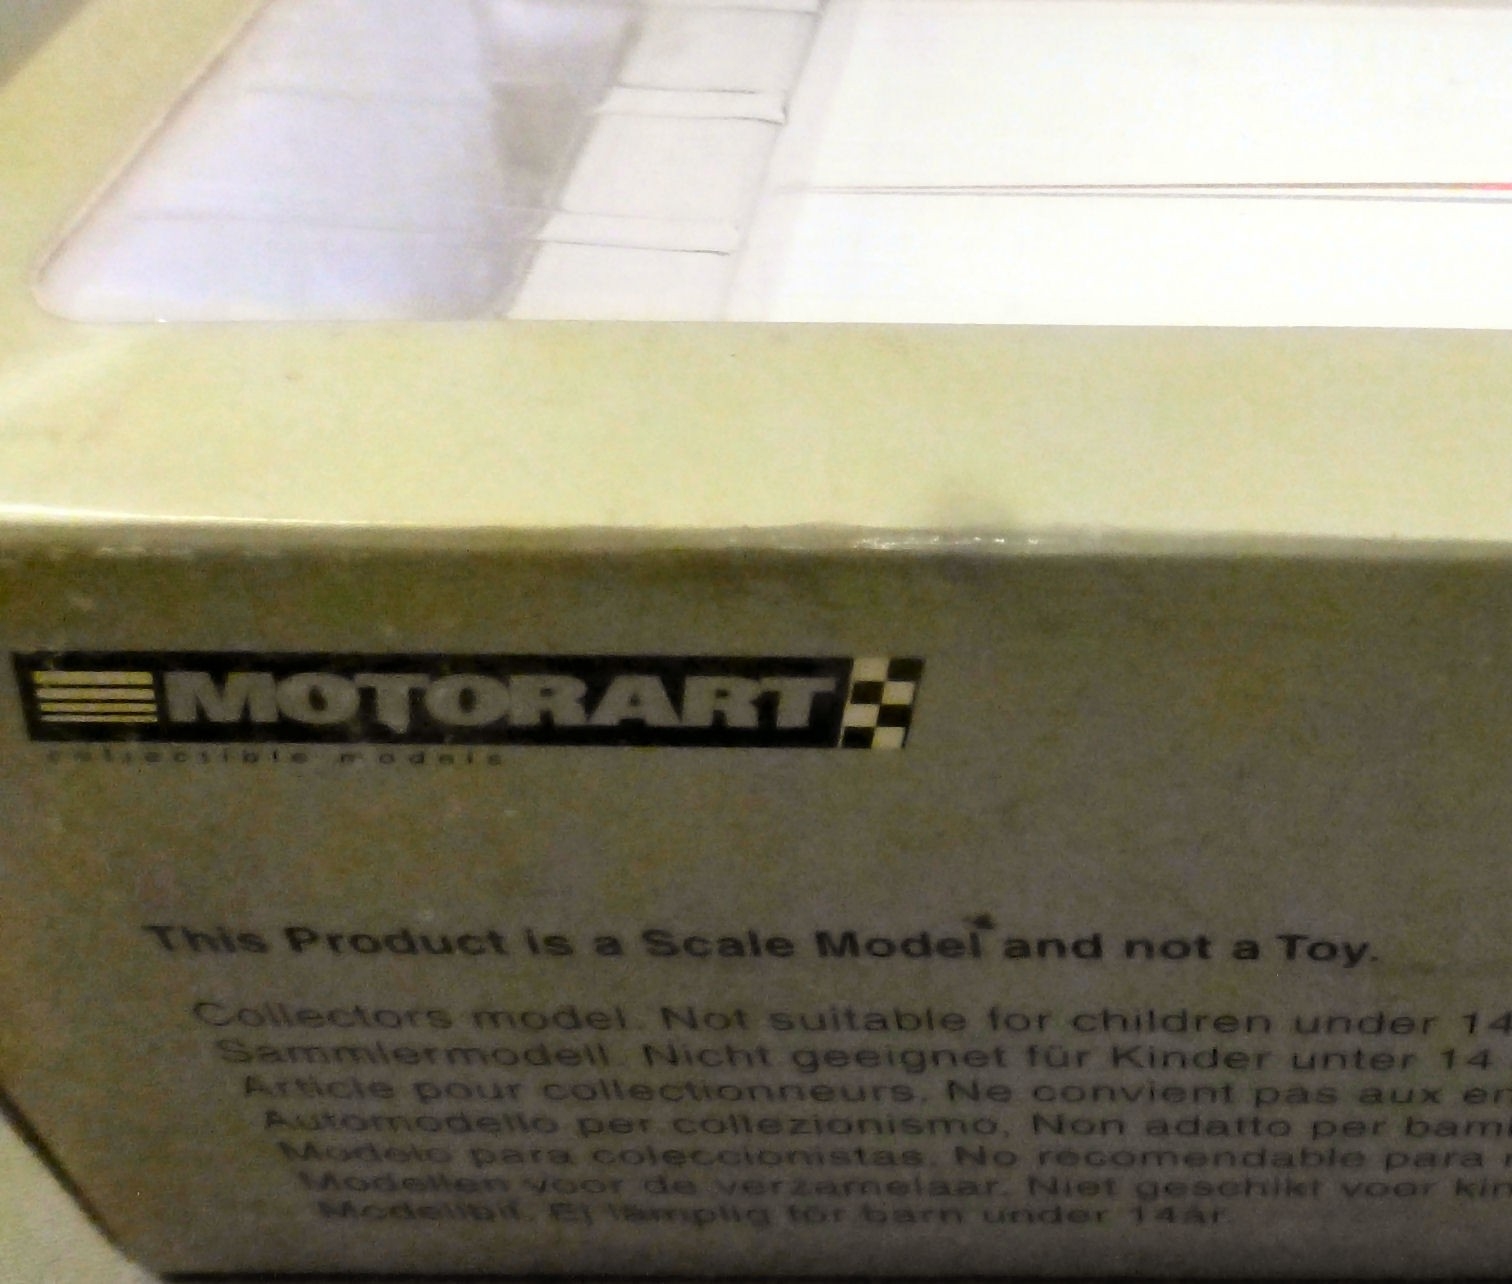 MOTORART
collectible models
This Product is a Scale Model and not a Toy.
Collectors model. Not suitable for children under 14
Sammlermodell. Nicht geeignet für Kinder unter 14
Article pour collectionneurs. Ne convient pas aux
Automodello per collezionismo. Non adatto per
Modelo para coleccionistas. No recomendable para
Modellen voor de verzamelaar. Niet geschikt voor
Modellbil. Ej lämplig för barn under 14år.